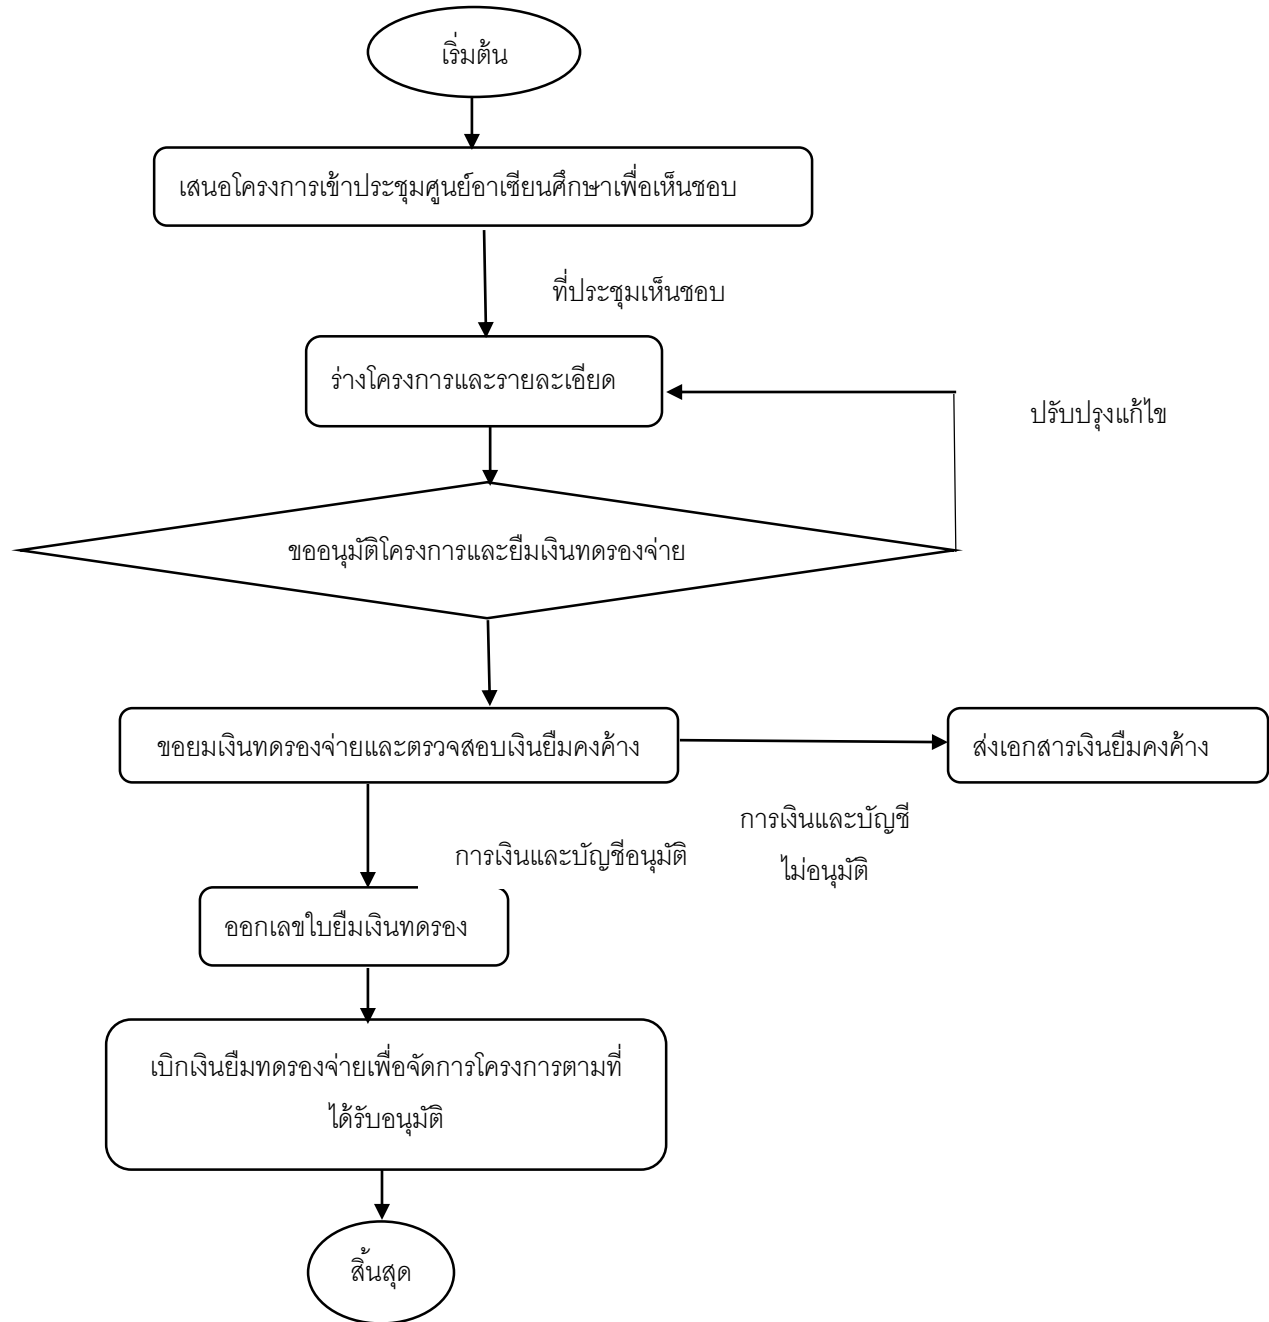 เริ่มต้น
เสนอโครงการเข้าประชุมศูนย์อาเซียนศึกษาเพื่อเห็นชอบ
ที่ประชุมเห็นชอบ
ร่างโครงการและรายละเอียด
ปรับปรุงแก้ไข
ขออนุมัติโครงการและยืมเงินทดรองจ่าย
ขอยมเงินทดรองจ่ายและตรวจสอบเงินยืมคงค้าง
ส่งเอกสารเงินยืมคงค้าง
การเงินและบัญชี
ไม่อนุมัติ
การเงินและบัญชีอนุมัติ
ออกเลขใบยืมเงินทดรอง
เบิกเงินยืมทดรองจ่ายเพื่อจัดการโครงการตามที่
ได้รับอนุมัติ
สิ้นสุด